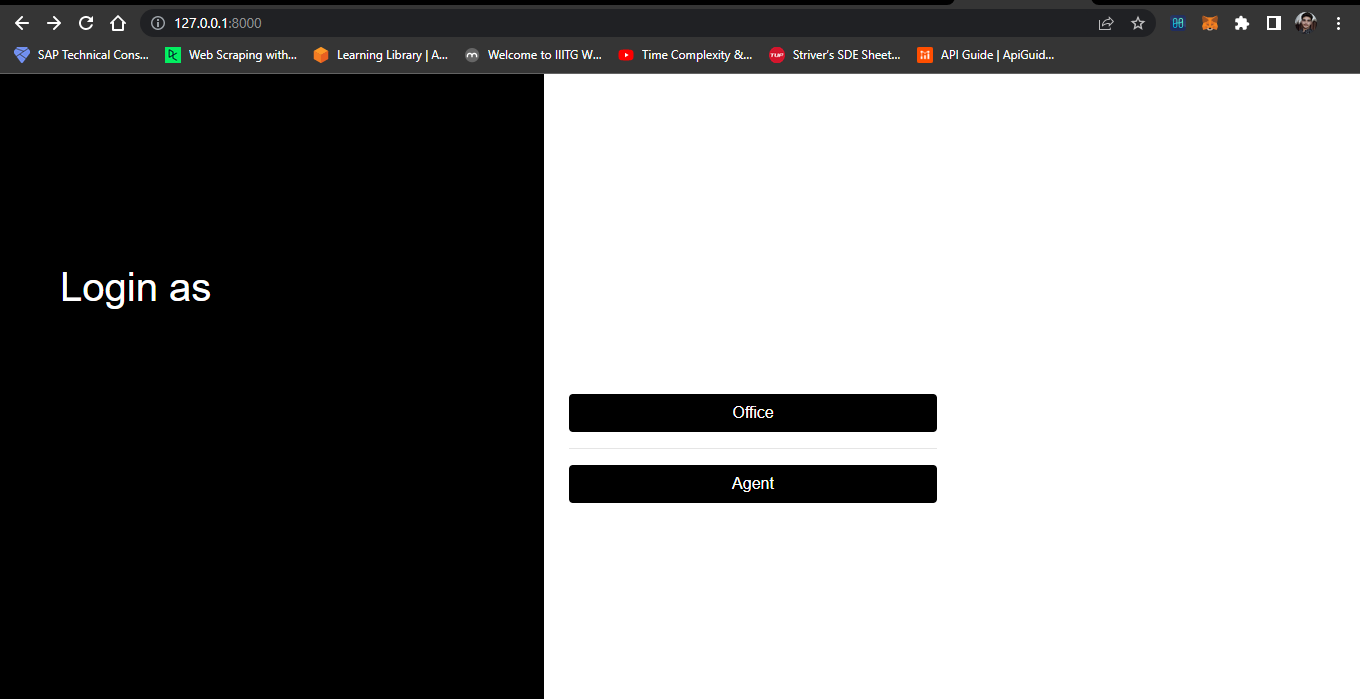 127.0.0.1:8000
SAP Technical Cons...
Web Scraping with...
Learning Library | A...
Welcome to IIITG W...
Time Complexity &...
Striver's SDE Sheet...
API Guide | ApiGuid...
Login as
Office
Agent